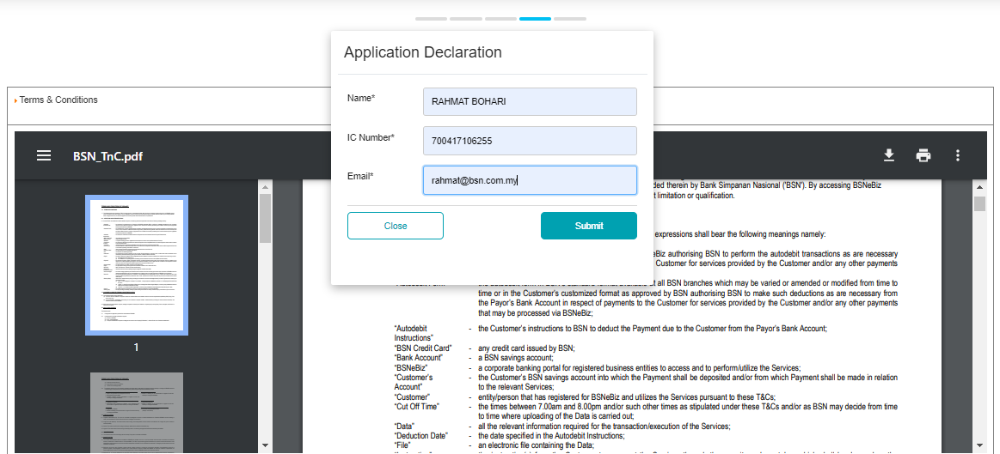 Application Declaration
Name*
RAHMAT BOHARI
IC Number*
700417106255
Email*
rahmat@bsn.com.my
Close
Submit
Terms & Conditions
BSN_TnC.pdf
1
ded therein by Bank Simpanan Nasional ('BSN'). By accessing BSNeBiz
t limitation or qualification.
expressions shall bear the following meanings namely:
eBiz authorising BSN to perform the autodebit transactions as are necessary
Customer for services provided by the Customer and/or any other payments
at all BSN branches which may be varied or amended or modified from time to
time or in the Customer's customized format as approved by BSN authorising BSN to make such deductions as are necessary from
the Payor's Bank Account in respect of payments to the Customer for services provided by the Customer and/or any other payments
that may be processed via BSNeBiz;
"Autodebit - the Customer's instructions to BSN to deduct the Payment due to the Customer from the Payor's Bank Account;
Instructions"
"BSN Credit Card" - any credit card issued by BSN;
"Bank Account" - a BSN savings account;
"BSNeBiz" - a corporate banking portal for registered business entities to access and to perform/utilize the Services;
"Customer's - the Customer's BSN savings account into which the Payment shall be deposited and/or from which Payment shall be made in relation
Account" to the relevant Services;
"Customer" - entity/person that has registered for BSNeBiz and utilizes the Services pursuant to these T&Cs;
"Cut Off Time" - the times between 7.00am and 8.00pm and/or such other times as stipulated under these T&Cs and/or as BSN may decide from time
to time where uploading of the Data is carried out;
"Data" - all the relevant information required for the transaction/execution of the Services;
"Deduction Date" - the date specified in the Autodebit Instructions;
"File" - an electronic file containing the Data;